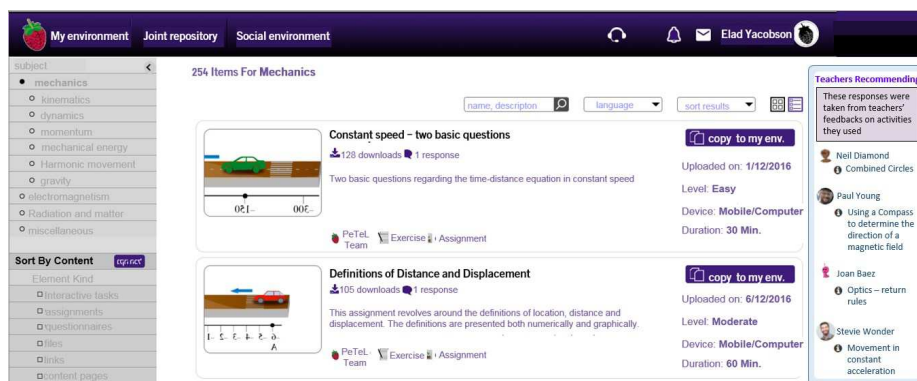 My environment Joint repository Social environment Elad Yacobson
subject
mechanics
kinematics
dynamics
momentum
mechanical energy
Harmonic movement
gravity
electromagnetism
Radiation and matter
miscellaneous
Sort By Content
Element Kind
Interactive tasks
assignments
questionnaires
files
links
content pages
254 Items For Mechanics
name, descripton language sort results
Constant speed – two basic questions
128 downloads 1 response
Two basic questions regarding the time-distance equation in constant speed
PeTeL Team Exercise Assignment
copy to my env.
Uploaded on: 1/12/2016
Level: Easy
Device: Mobile/Computer
Duration: 30 Min.
Definitions of Distance and Displacement
105 downloads 1 response
This assignment revolves around the definitions of location, distance and
displacement. The definitions are presented both numerically and graphically.
PeTeL Team Exercise Assignment
copy to my env.
Uploaded on: 6/12/2016
Level: Moderate
Device: Mobile/Computer
Duration: 60 Min.
Teachers Recommending
These responses were
taken from teachers'
feedbacks on activities
they used
Neil Diamond
Combined Circles
Paul Young
Using a Compass
to determine the
direction of a
magnetic field
Joan Baez
Optics – return
rules
Stevie Wonder
Movement in
constant
acceleration